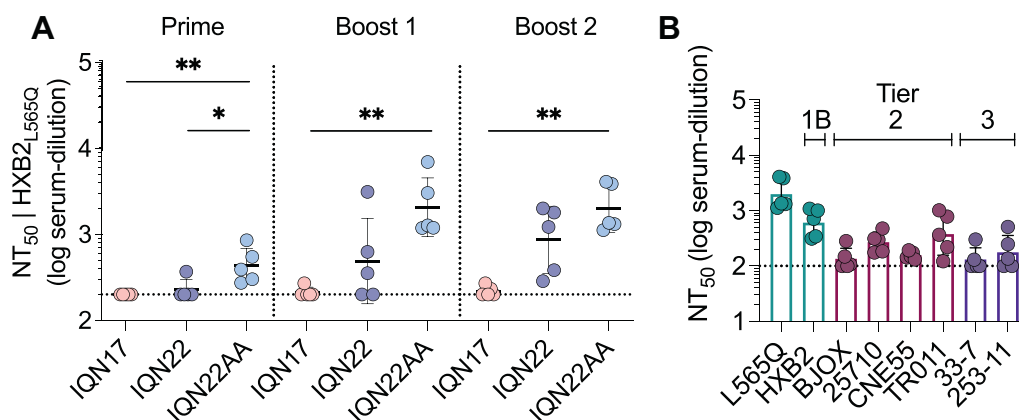 A
Prime
Boost 1
Boost 2
NT50 | HXB2L565Q
(log serum-dilution)
5
4
3
2
**
*
**
**
IQN17
IQN22
IQN22AA
IQN17
IQN22
IQN22AA
IQN17
IQN22
IQN22AA
B
NT50 (log serum-dilution)
Tier
1B
2
3
5
4
3
2
1
L565Q
HXB2
BJOX
25710
CNE55
TRO11
33-7
253-11